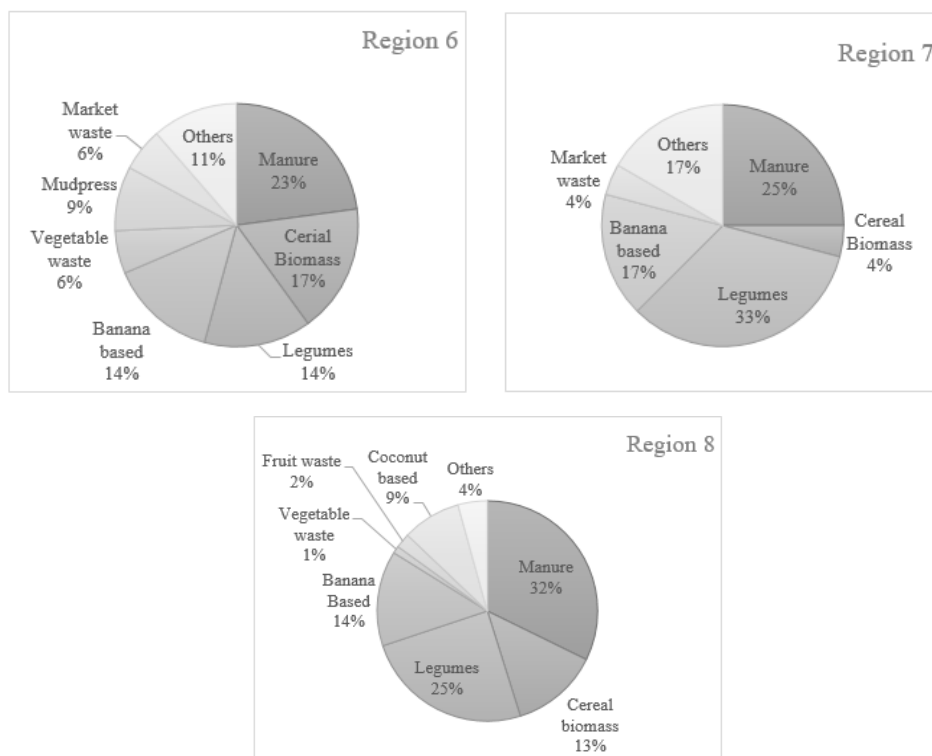 Region 6
Market
waste
6%
Others
11%
Manure
23%
Mudpress
9%
Cerial
Biomass
17%
Vegetable
waste
6%
Banana
based
14%
Legumes
14%
Region 7
Others
17%
Manure
25%
Market
waste
4%
Cereal
Biomass
4%
Banana
based
17%
Legumes
33%
Region 8
Fruit waste
2%
Coconut
based
9%
Others
4%
Vegetable
waste
1%
Manure
32%
Banana
Based
14%
Legumes
25%
Cereal
biomass
13%